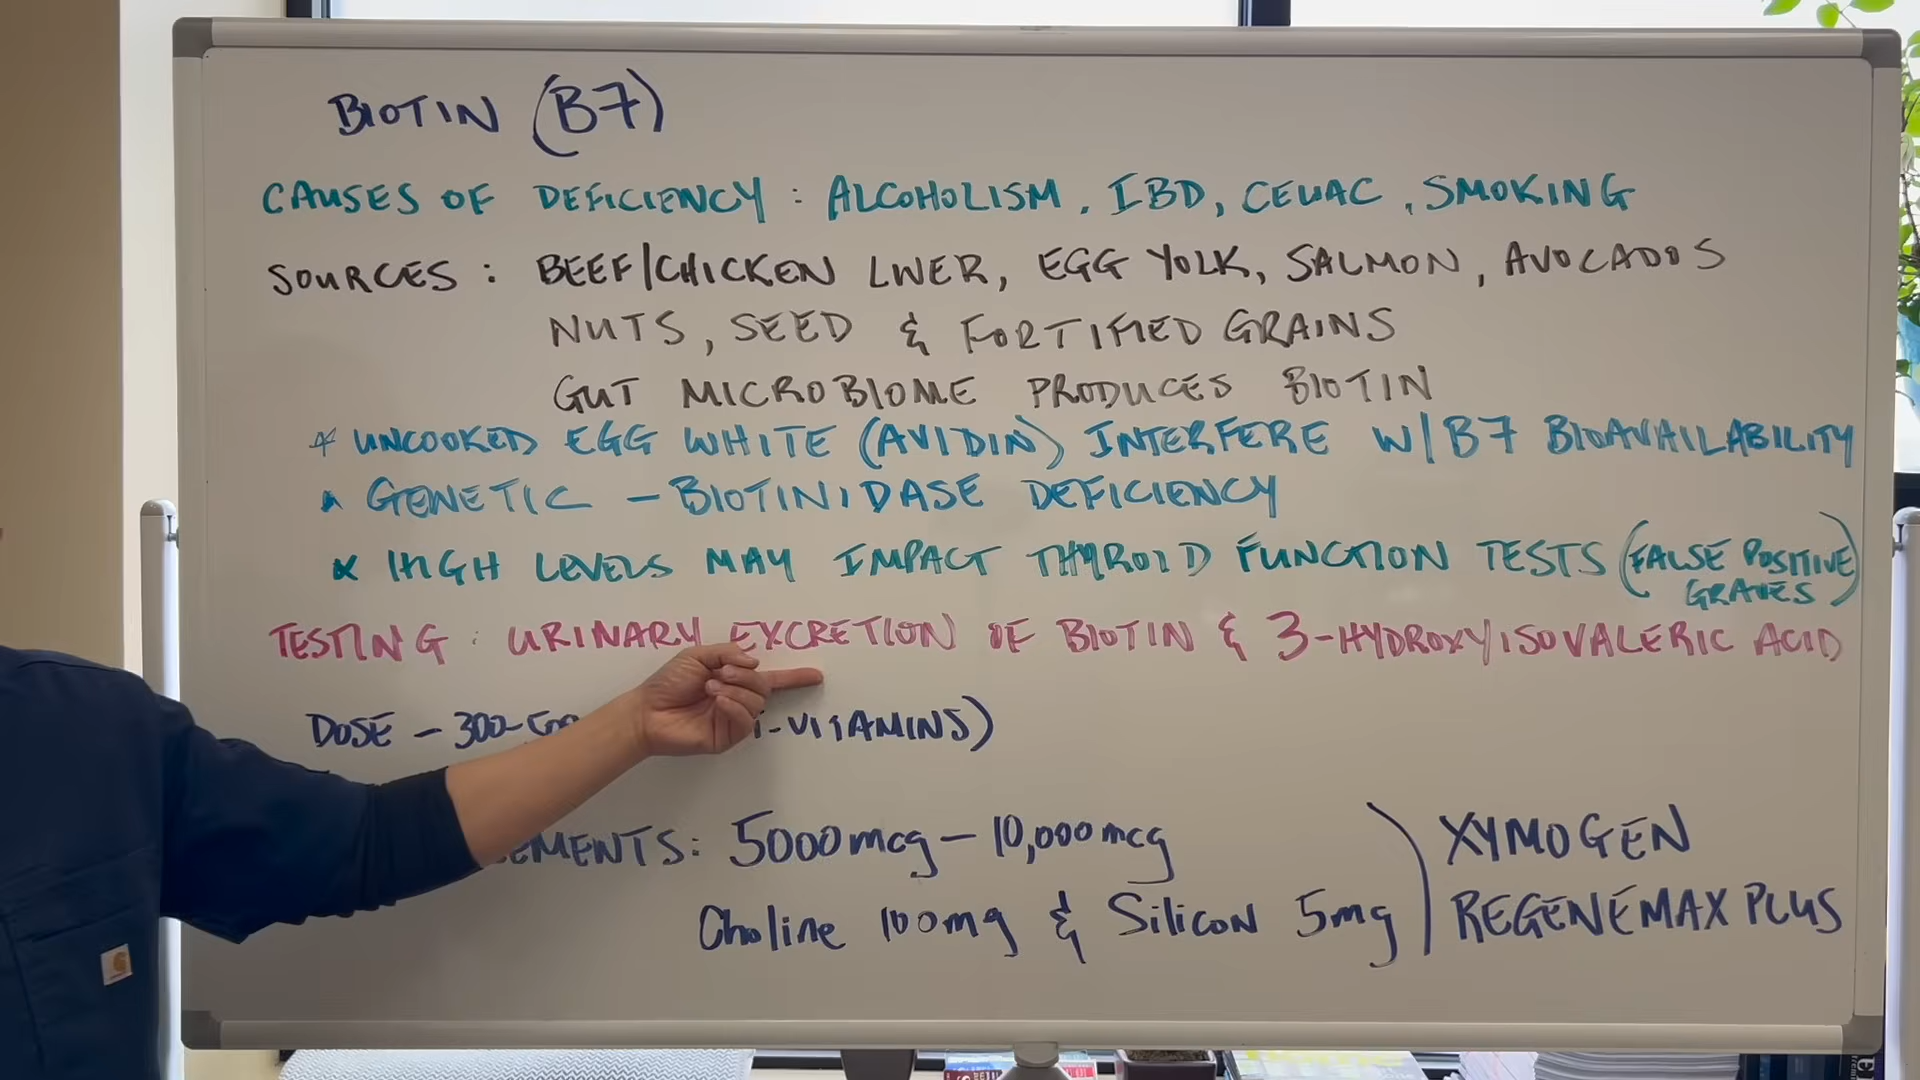 BIOTIN (B7)
CAUSES OF DEFICIENCY : ALCOHOLISM, IBD, CELIAC, SMOKING
SOURCES : BEEF/CHICKEN LIVER, EGG YOLK, SALMON, AVOCADOS
NUTS, SEED & FORTIFIED GRAINS
GUT MICROBIOME PRODUCES BIOTIN
* UNCOOKED EGG WHITE (AVIDIN) INTERFERE W/B7 BIOAVAILABILITY
* GENETIC - BIOTINIDASE DEFICIENCY
* HIGH LEVELS MAY IMPACT THYROID FUNCTION TESTS (FALSE POSITIVE GRAVES)
TESTING : URINARY EXCRETION OF BIOTIN & 3-HYDROXYISOVALERIC ACID
DOSE - 300-500 -VITAMINS)
EMENTS: 5000mcg - 10,000mcg
Choline 100mg & Silicon 5mg
XYMOGEN
REGENEMAX PLUS